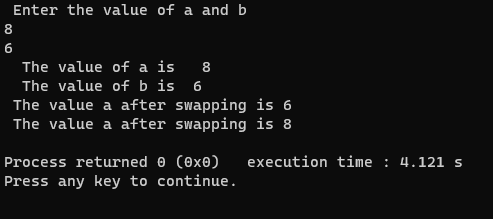 Enter the value of a and b
8
6
The value of a is   8
The value of b is  6
The value a after swapping is 6
The value a after swapping is 8
Process returned 0 (0x0)   execution time : 4.121 s
Press any key to continue.